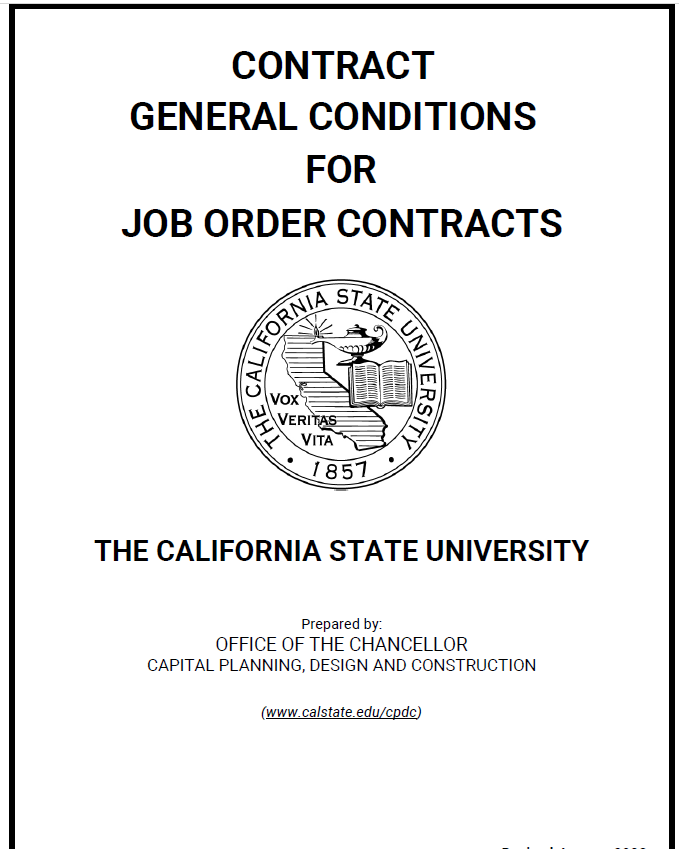 CONTRACT
GENERAL CONDITIONS
FOR
JOB ORDER CONTRACTS
THE CALIFORNIA STATE UNIVERSITY
VOX
VERITAS
VITA
• 1857 •
THE CALIFORNIA STATE UNIVERSITY
Prepared by:
OFFICE OF THE CHANCELLOR
CAPITAL PLANNING, DESIGN AND CONSTRUCTION
(www.calstate.edu/cpdc)